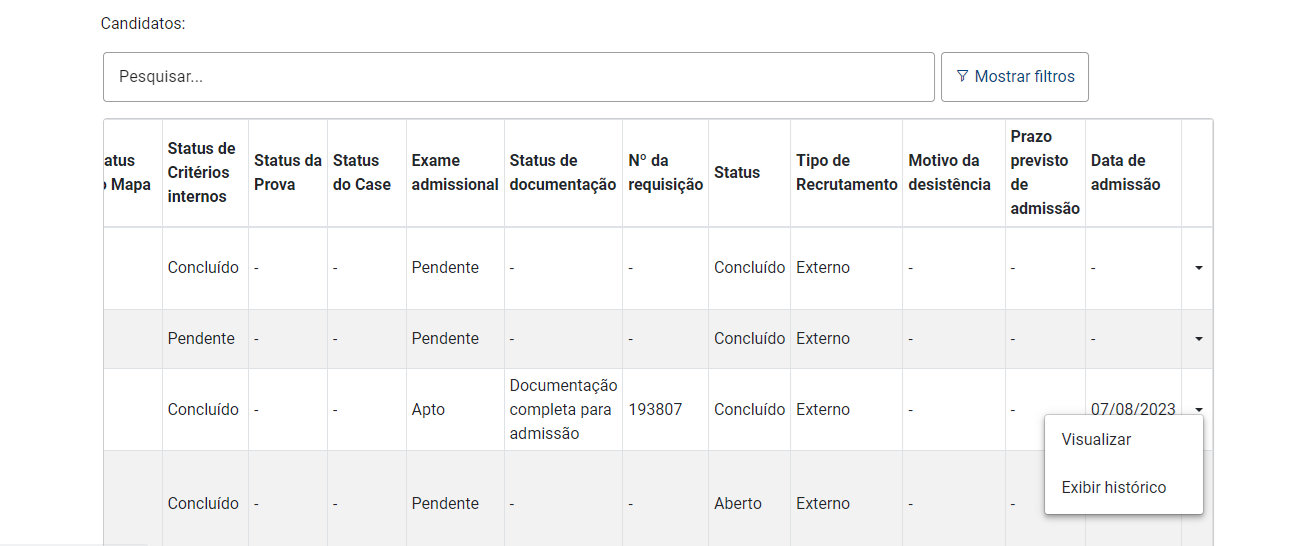 Candidatos:
Pesquisar...
Mostrar filtros
atus
Mapa
Status de
Critérios
internos
Status da
Prova
Status
do Case
Exame
admissional
Status de
documentação
Nº da
requisição
Status
Tipo de
Recrutamento
Motivo da
desistência
Prazo
previsto
de
admissão
Data de
admissão
Concluído - - Pendente - - Concluído Externo - - -
Pendente - - Pendente - - Concluído Externo - - -
Concluído - - Apto
Documentação
completa para
admissão
193807 Concluído Externo - - 07/08/2023
Visualizar
Exibir histórico
Concluído - - Pendente - - Aberto Externo - -